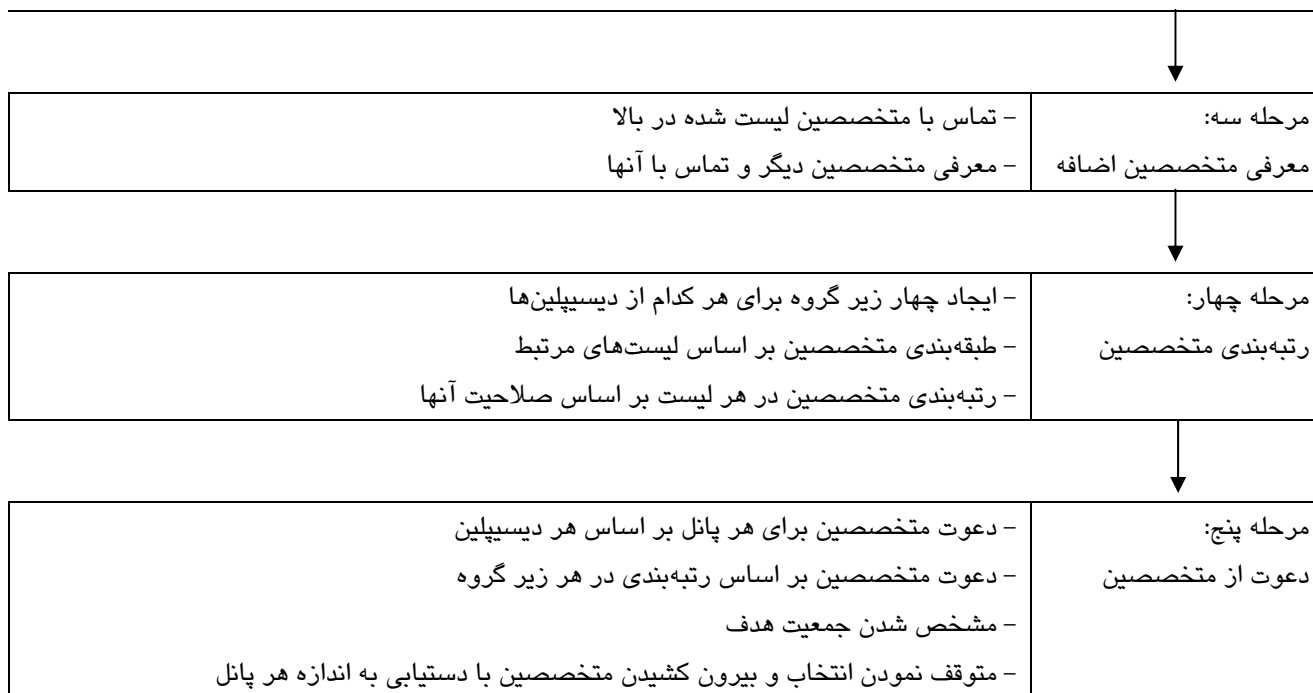 مرحله سه:
معرفی متخصصین اضافه
– تماس با متخصصین لیست شده در بالا
– معرفی متخصصین دیگر و تماس با آنها
مرحله چهار:
رتبه‌بندی متخصصین
– ایجاد چهار زیر گروه برای هر کدام از دیسیپلین‌ها
– طبقه‌بندی متخصصین بر اساس لیست‌های مرتبط
– رتبه‌بندی متخصصین در هر لیست بر اساس صلاحیت آنها
مرحله پنج:
دعوت از متخصصین
– دعوت متخصصین برای هر پانل بر اساس هر دیسیپلین
– دعوت متخصصین بر اساس رتبه‌بندی در هر زیر گروه
– مشخص شدن جمعیت هدف
– متوقف نمودن انتخاب و بیرون کشیدن متخصصین با دستیابی به اندازه هر پانل